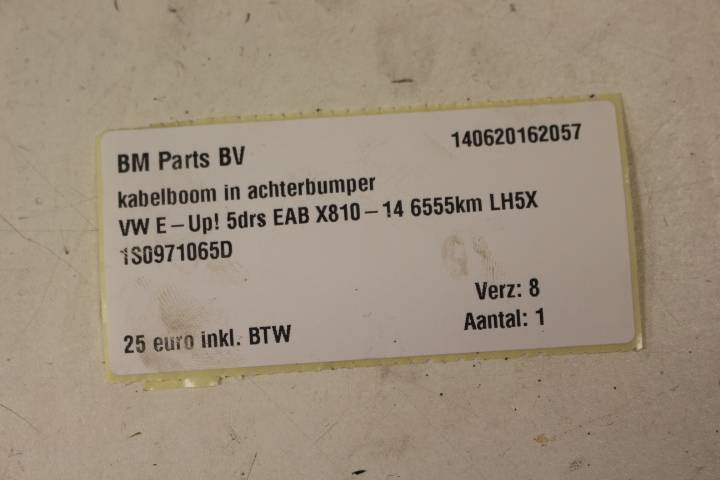 BM Parts BV 140620162057
kabelboom in achterbumper
VW E-Up! 5drs EAB X810-14 6555km LH5X
1S0971065D
Verz: 8
25 euro inkl. BTW Aantal: 1